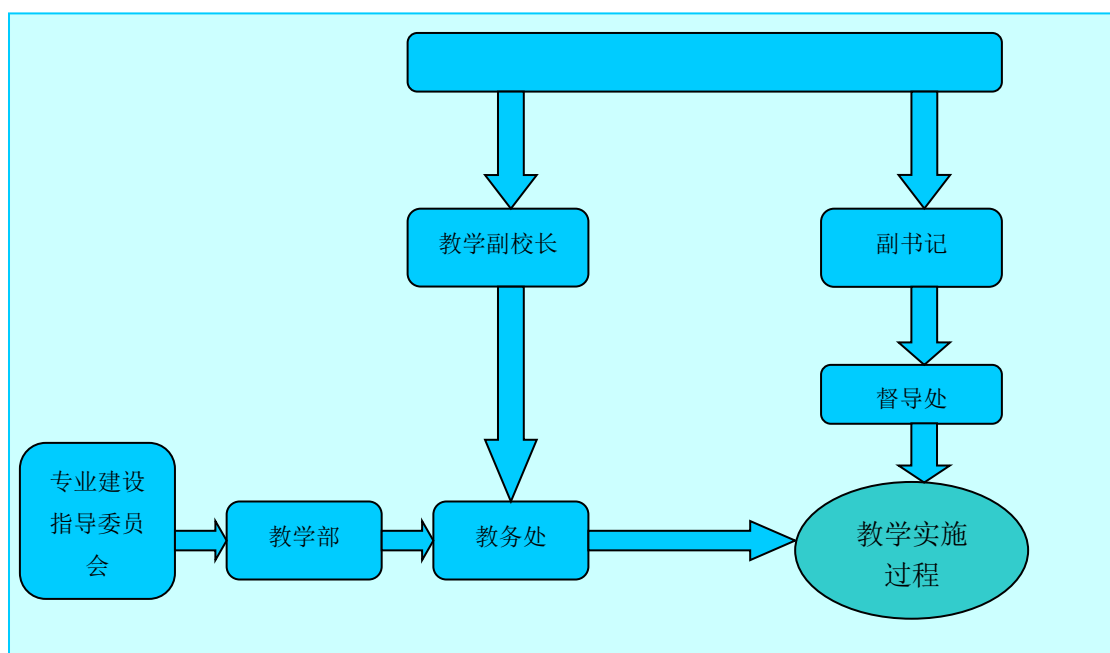 教学副校长
副书记
督导处
专业建设
指导委员
会
教学部
教务处
教学实施
过程